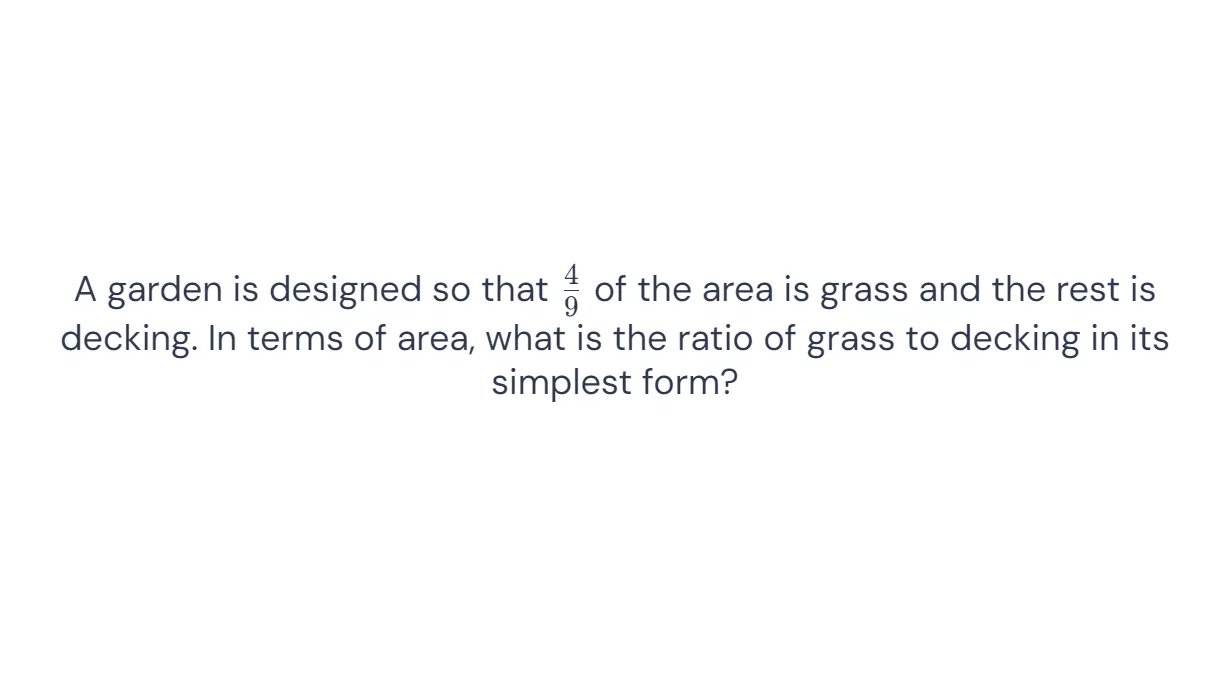 A garden is designed so that 4/9 of the area is grass and the rest is
decking. In terms of area, what is the ratio of grass to decking in its
simplest form?